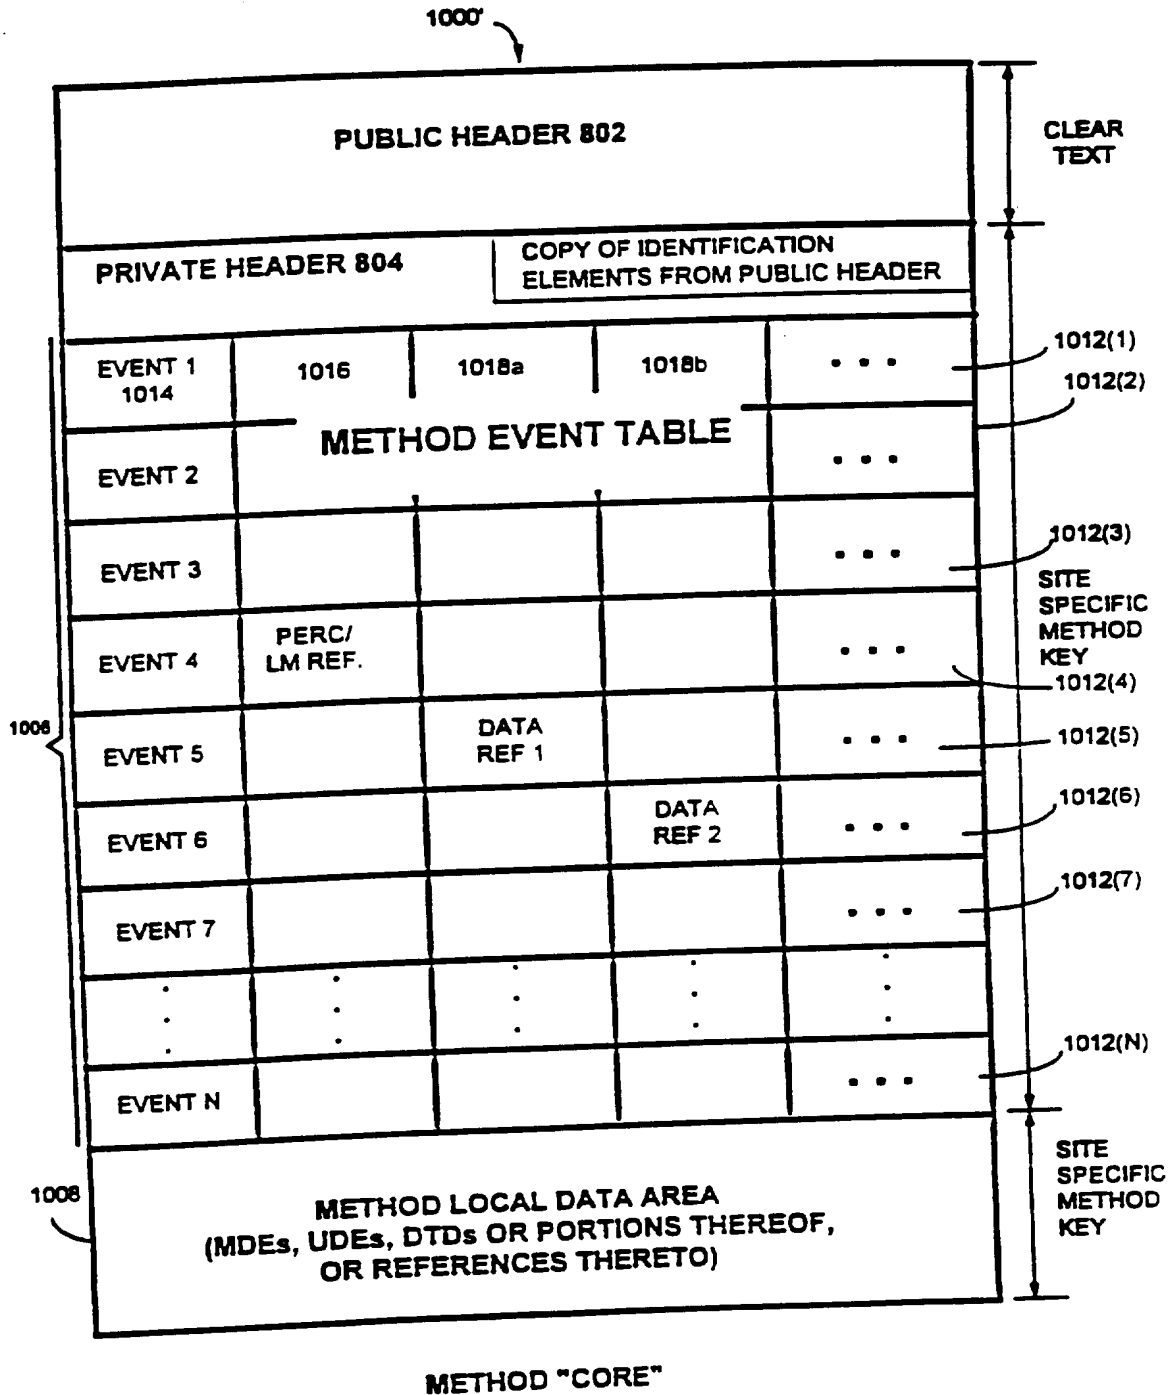 1000'
PUBLIC HEADER 802
CLEAR
TEXT
PRIVATE HEADER 804
COPY OF IDENTIFICATION
ELEMENTS FROM PUBLIC HEADER
EVENT 1
1014
1016
1018a
1018b
• • •
1012(1)
1012(2)
METHOD EVENT TABLE
EVENT 2
• • •
EVENT 3
• • •
1012(3)
SITE
SPECIFIC
METHOD
KEY
EVENT 4
PERC/
LM REF.
• • •
1012(4)
1006
EVENT 5
DATA
REF 1
• • •
1012(5)
EVENT 6
DATA
REF 2
• • •
1012(6)
EVENT 7
• • •
1012(7)
EVENT N
• • •
1012(N)
1008
METHOD LOCAL DATA AREA
(MDEs, UDEs, DTDs OR PORTIONS THEREOF,
OR REFERENCES THERETO)
SITE
SPECIFIC
METHOD
KEY
METHOD "CORE"